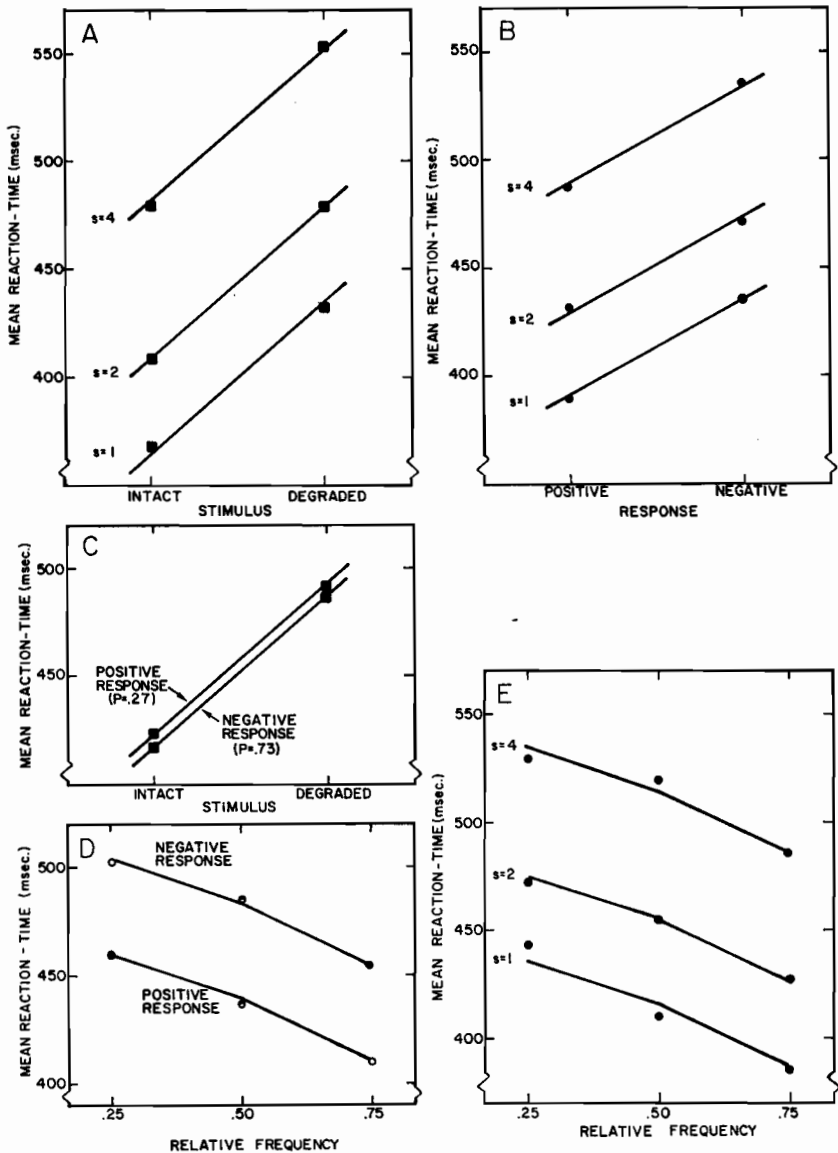 A
MEAN REACTION-TIME (msec.)
550
500
450
400
s=4
s=2
s=1
INTACT
DEGRADED
STIMULUS
B
MEAN REACTION-TIME (msec.)
550
500
450
400
s=4
s=2
s=1
POSITIVE
NEGATIVE
RESPONSE
C
MEAN REACTION-TIME (msec.)
500
450
POSITIVE
RESPONSE
(P=.27)
NEGATIVE
RESPONSE
(P=.73)
INTACT
DEGRADED
STIMULUS
D
MEAN REACTION - TIME (msec.)
500
450
400
NEGATIVE
RESPONSE
POSITIVE
RESPONSE
.25
.50
.75
RELATIVE FREQUENCY
E
MEAN REACTION-TIME (msec.)
550
500
450
400
s=4
s=2
s=1
.25
.50
.75
RELATIVE FREQUENCY